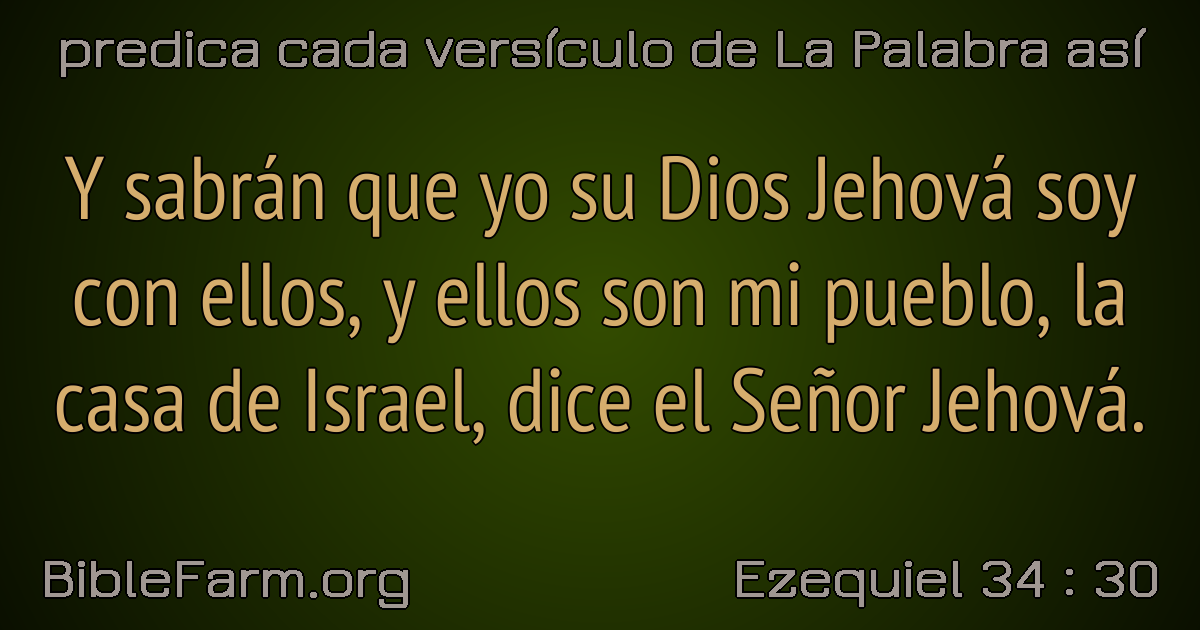 predica cada versículo de La Palabra así
Y sabrán que yo su Dios Jehová soy
con ellos, y ellos son mi pueblo, la
casa de Israel, dice el Señor Jehová.
BibleFarm.org
Ezequiel 34 : 30